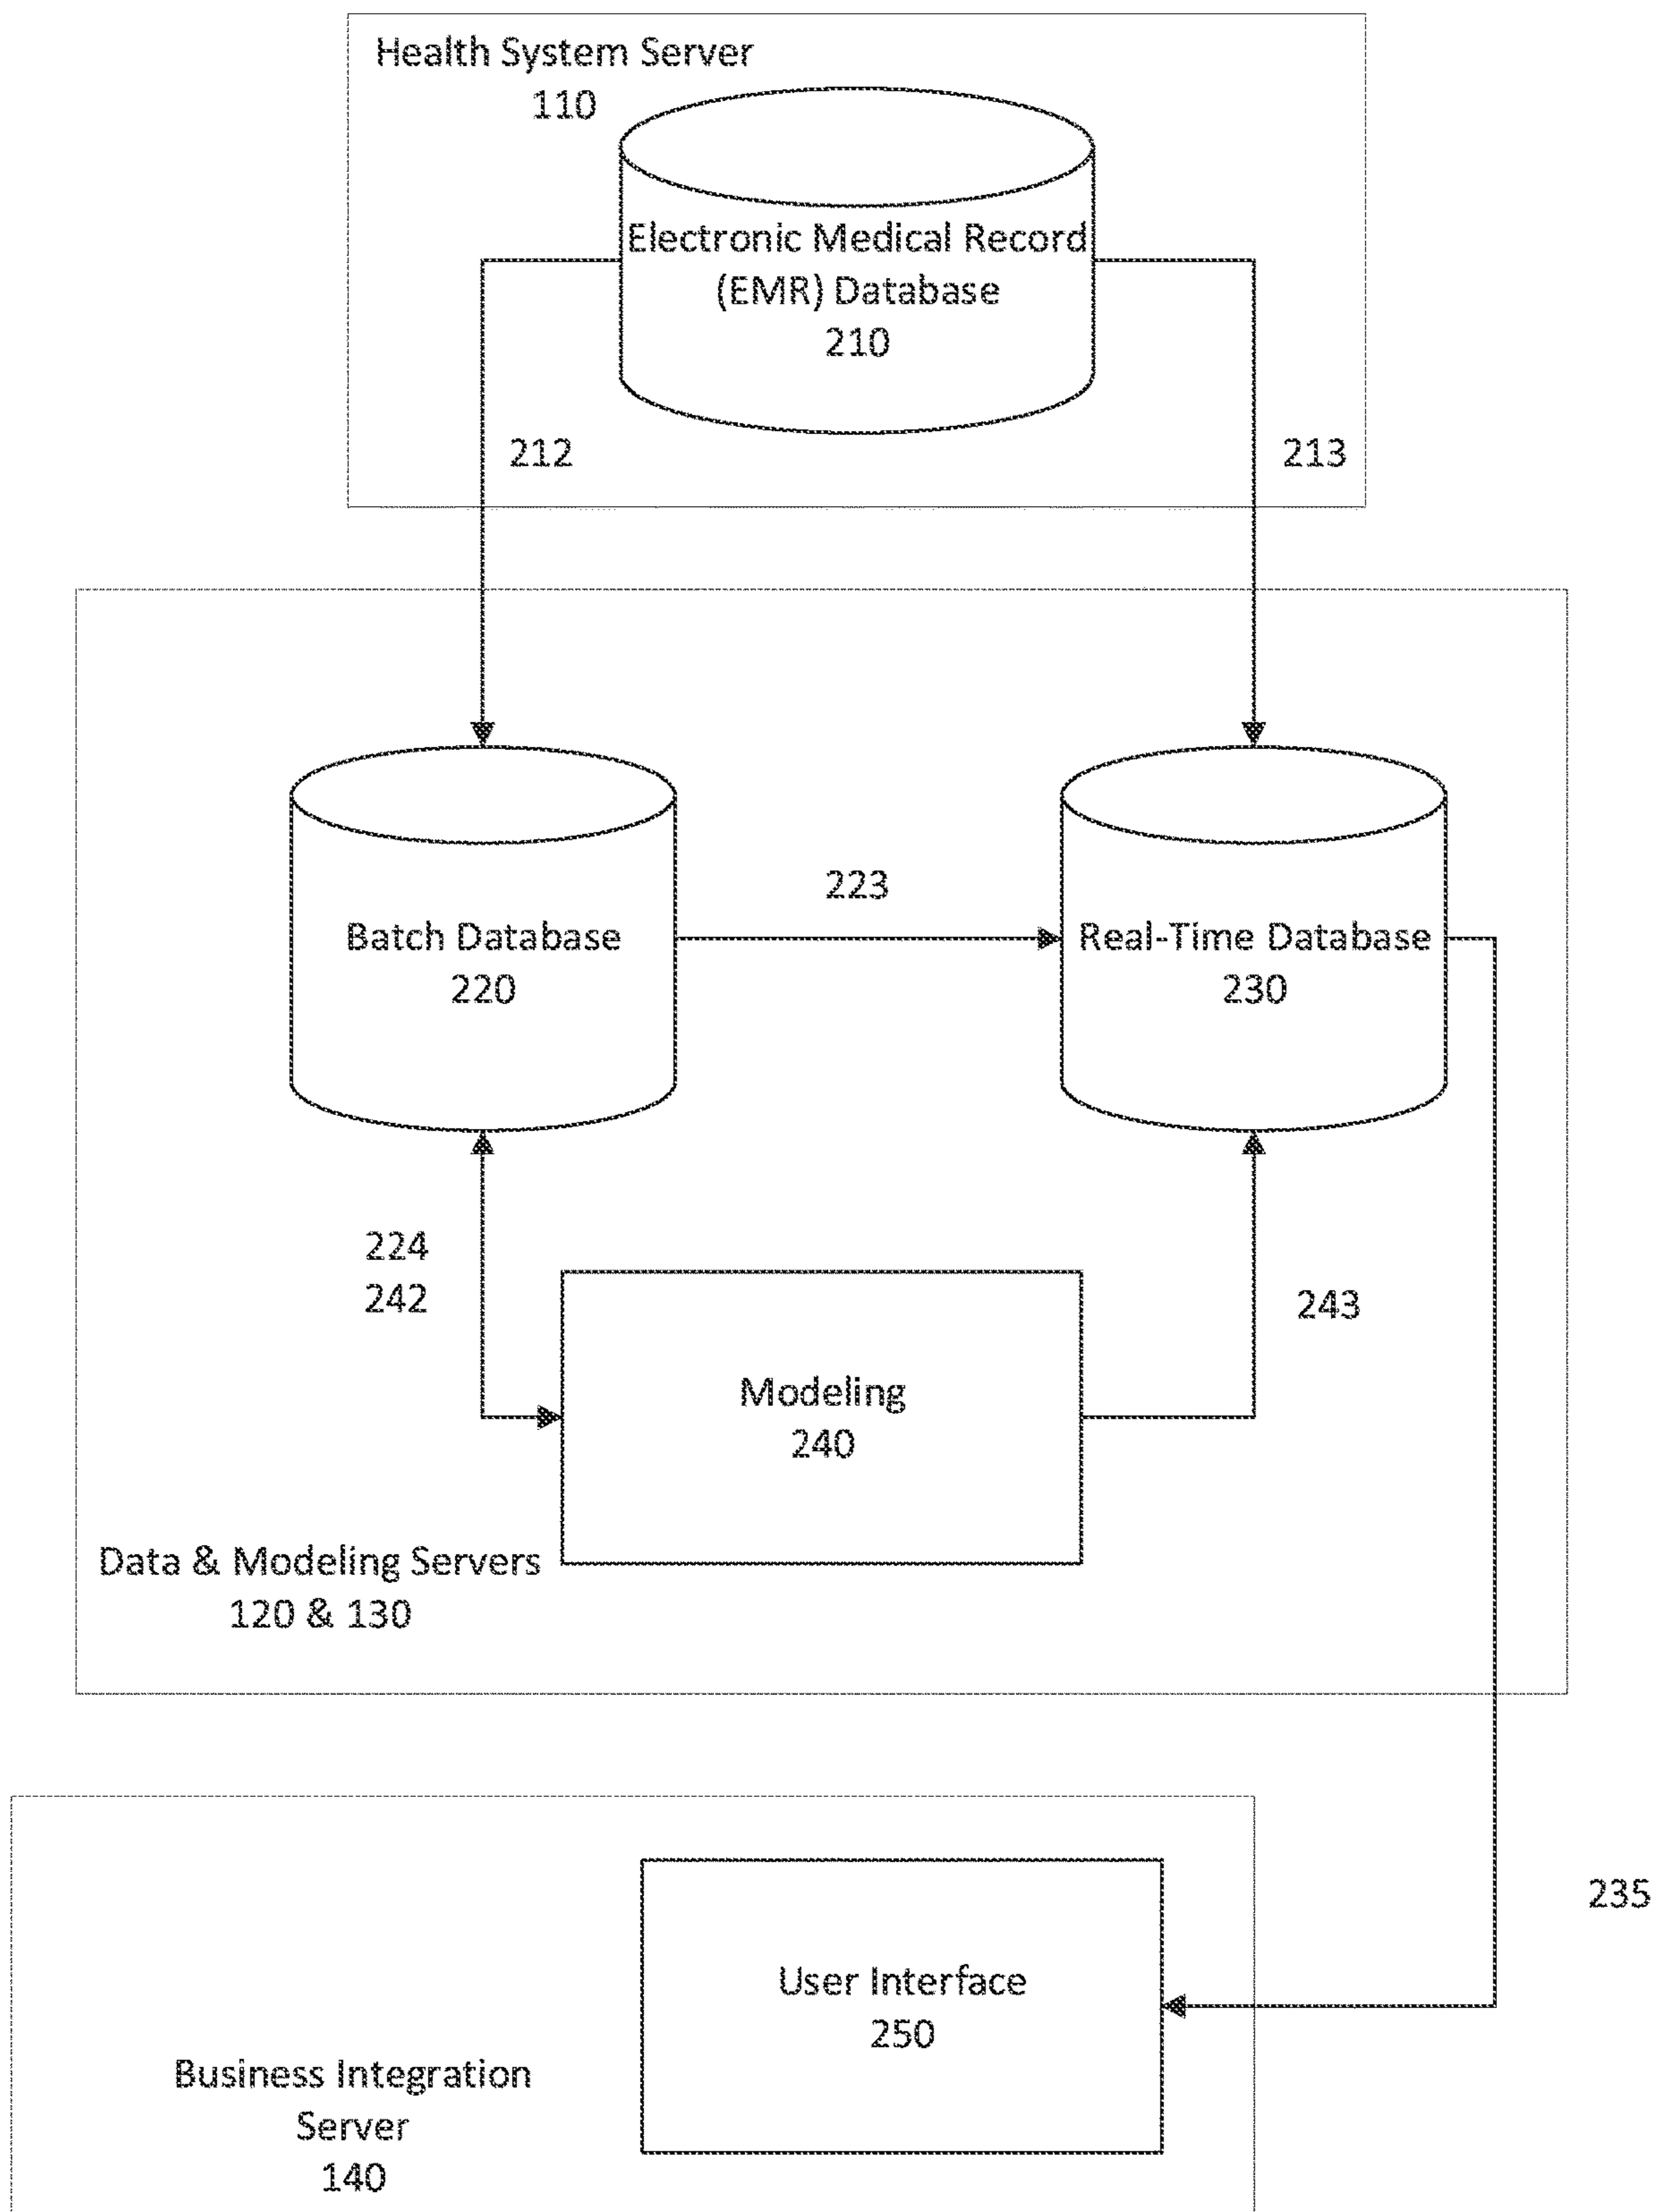 Health System Server
110
Electronic Medical Record
(EMR) Database
210
212
213
223
Batch Database
220
Real-Time Database
230
224
242
243
Modeling
240
Data & Modeling Servers
120 & 130
235
User Interface
250
Business Integration
Server
140